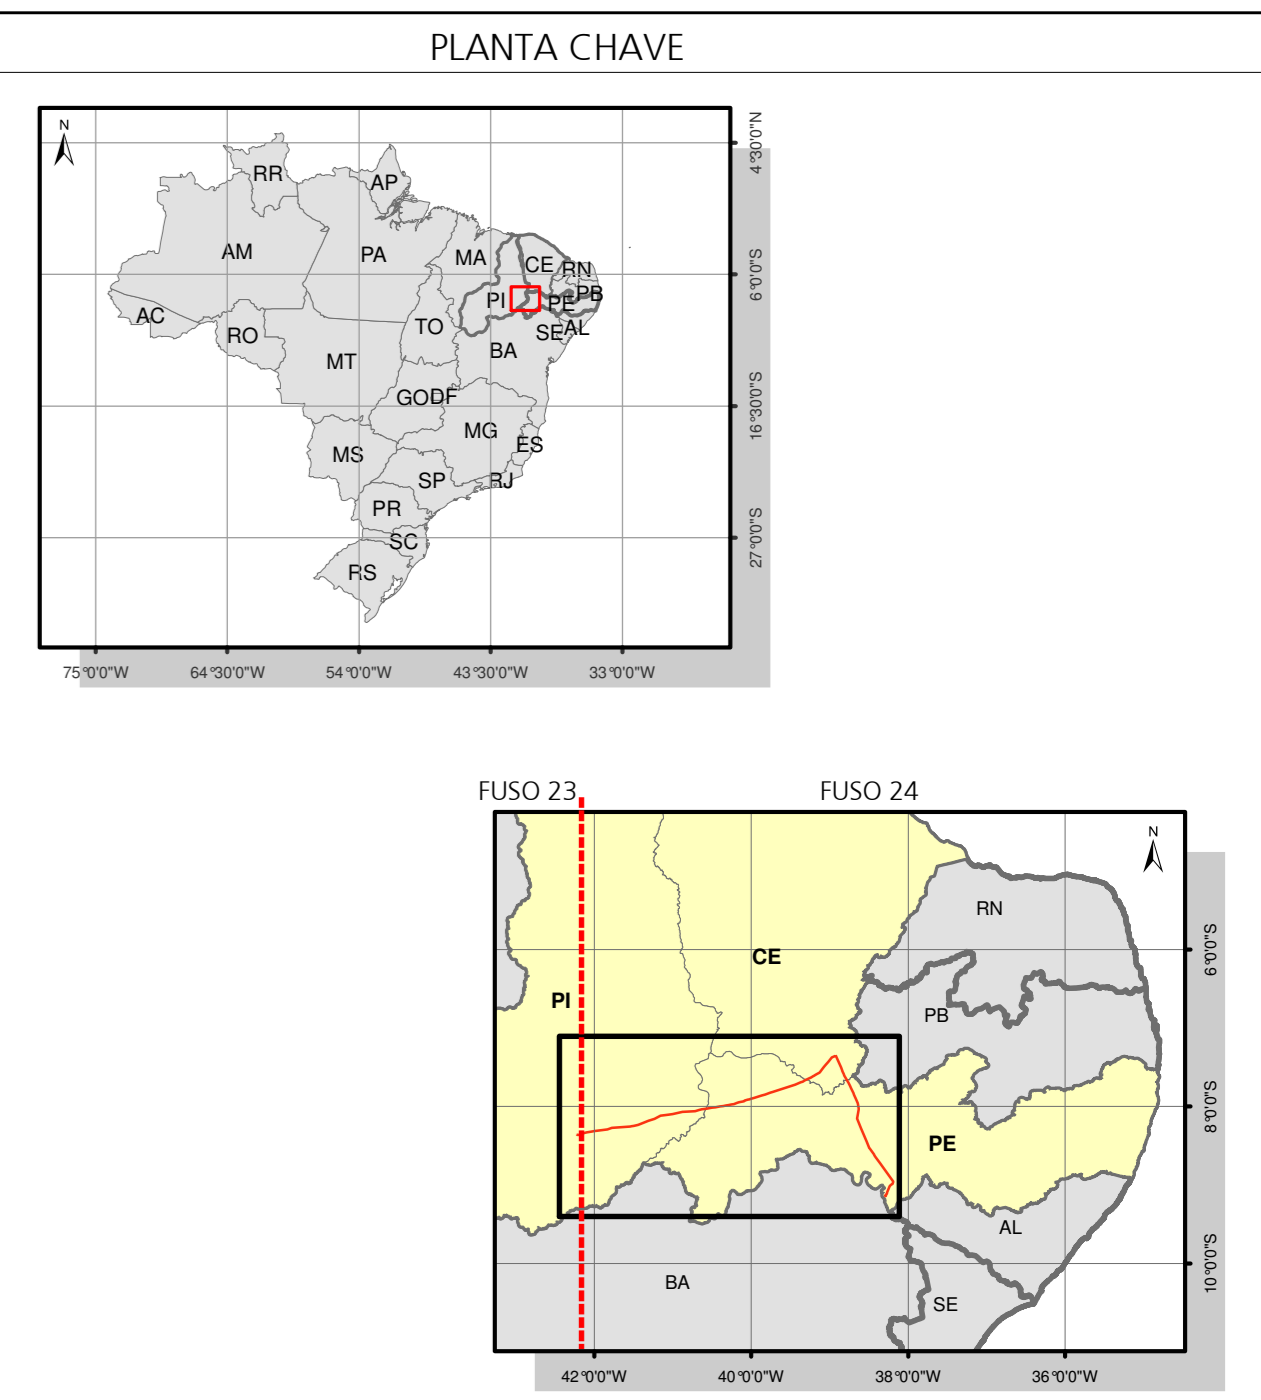 PLANTA CHAVE
N
4°30'0"N
RR
AP
AM
PA
MA
CE
RN
6°0'0"S
PI
PE
PB
AC
RO
TO
SE
AL
MT
BA
GO
DF
16°30'0"S
MG
ES
MS
SP
RJ
PR
SC
27°0'0"S
RS
75°0'0"W 64°30'0"W 54°0'0"W 43°30'0"W 33°0'0"W
FUSO 23 FUSO 24
N
RN
6°0'0"S
CE
PI
PB
8°0'0"S
PE
AL
10°0'0"S
BA
SE
42°0'0"W 40°0'0"W 38°0'0"W 36°0'0"W